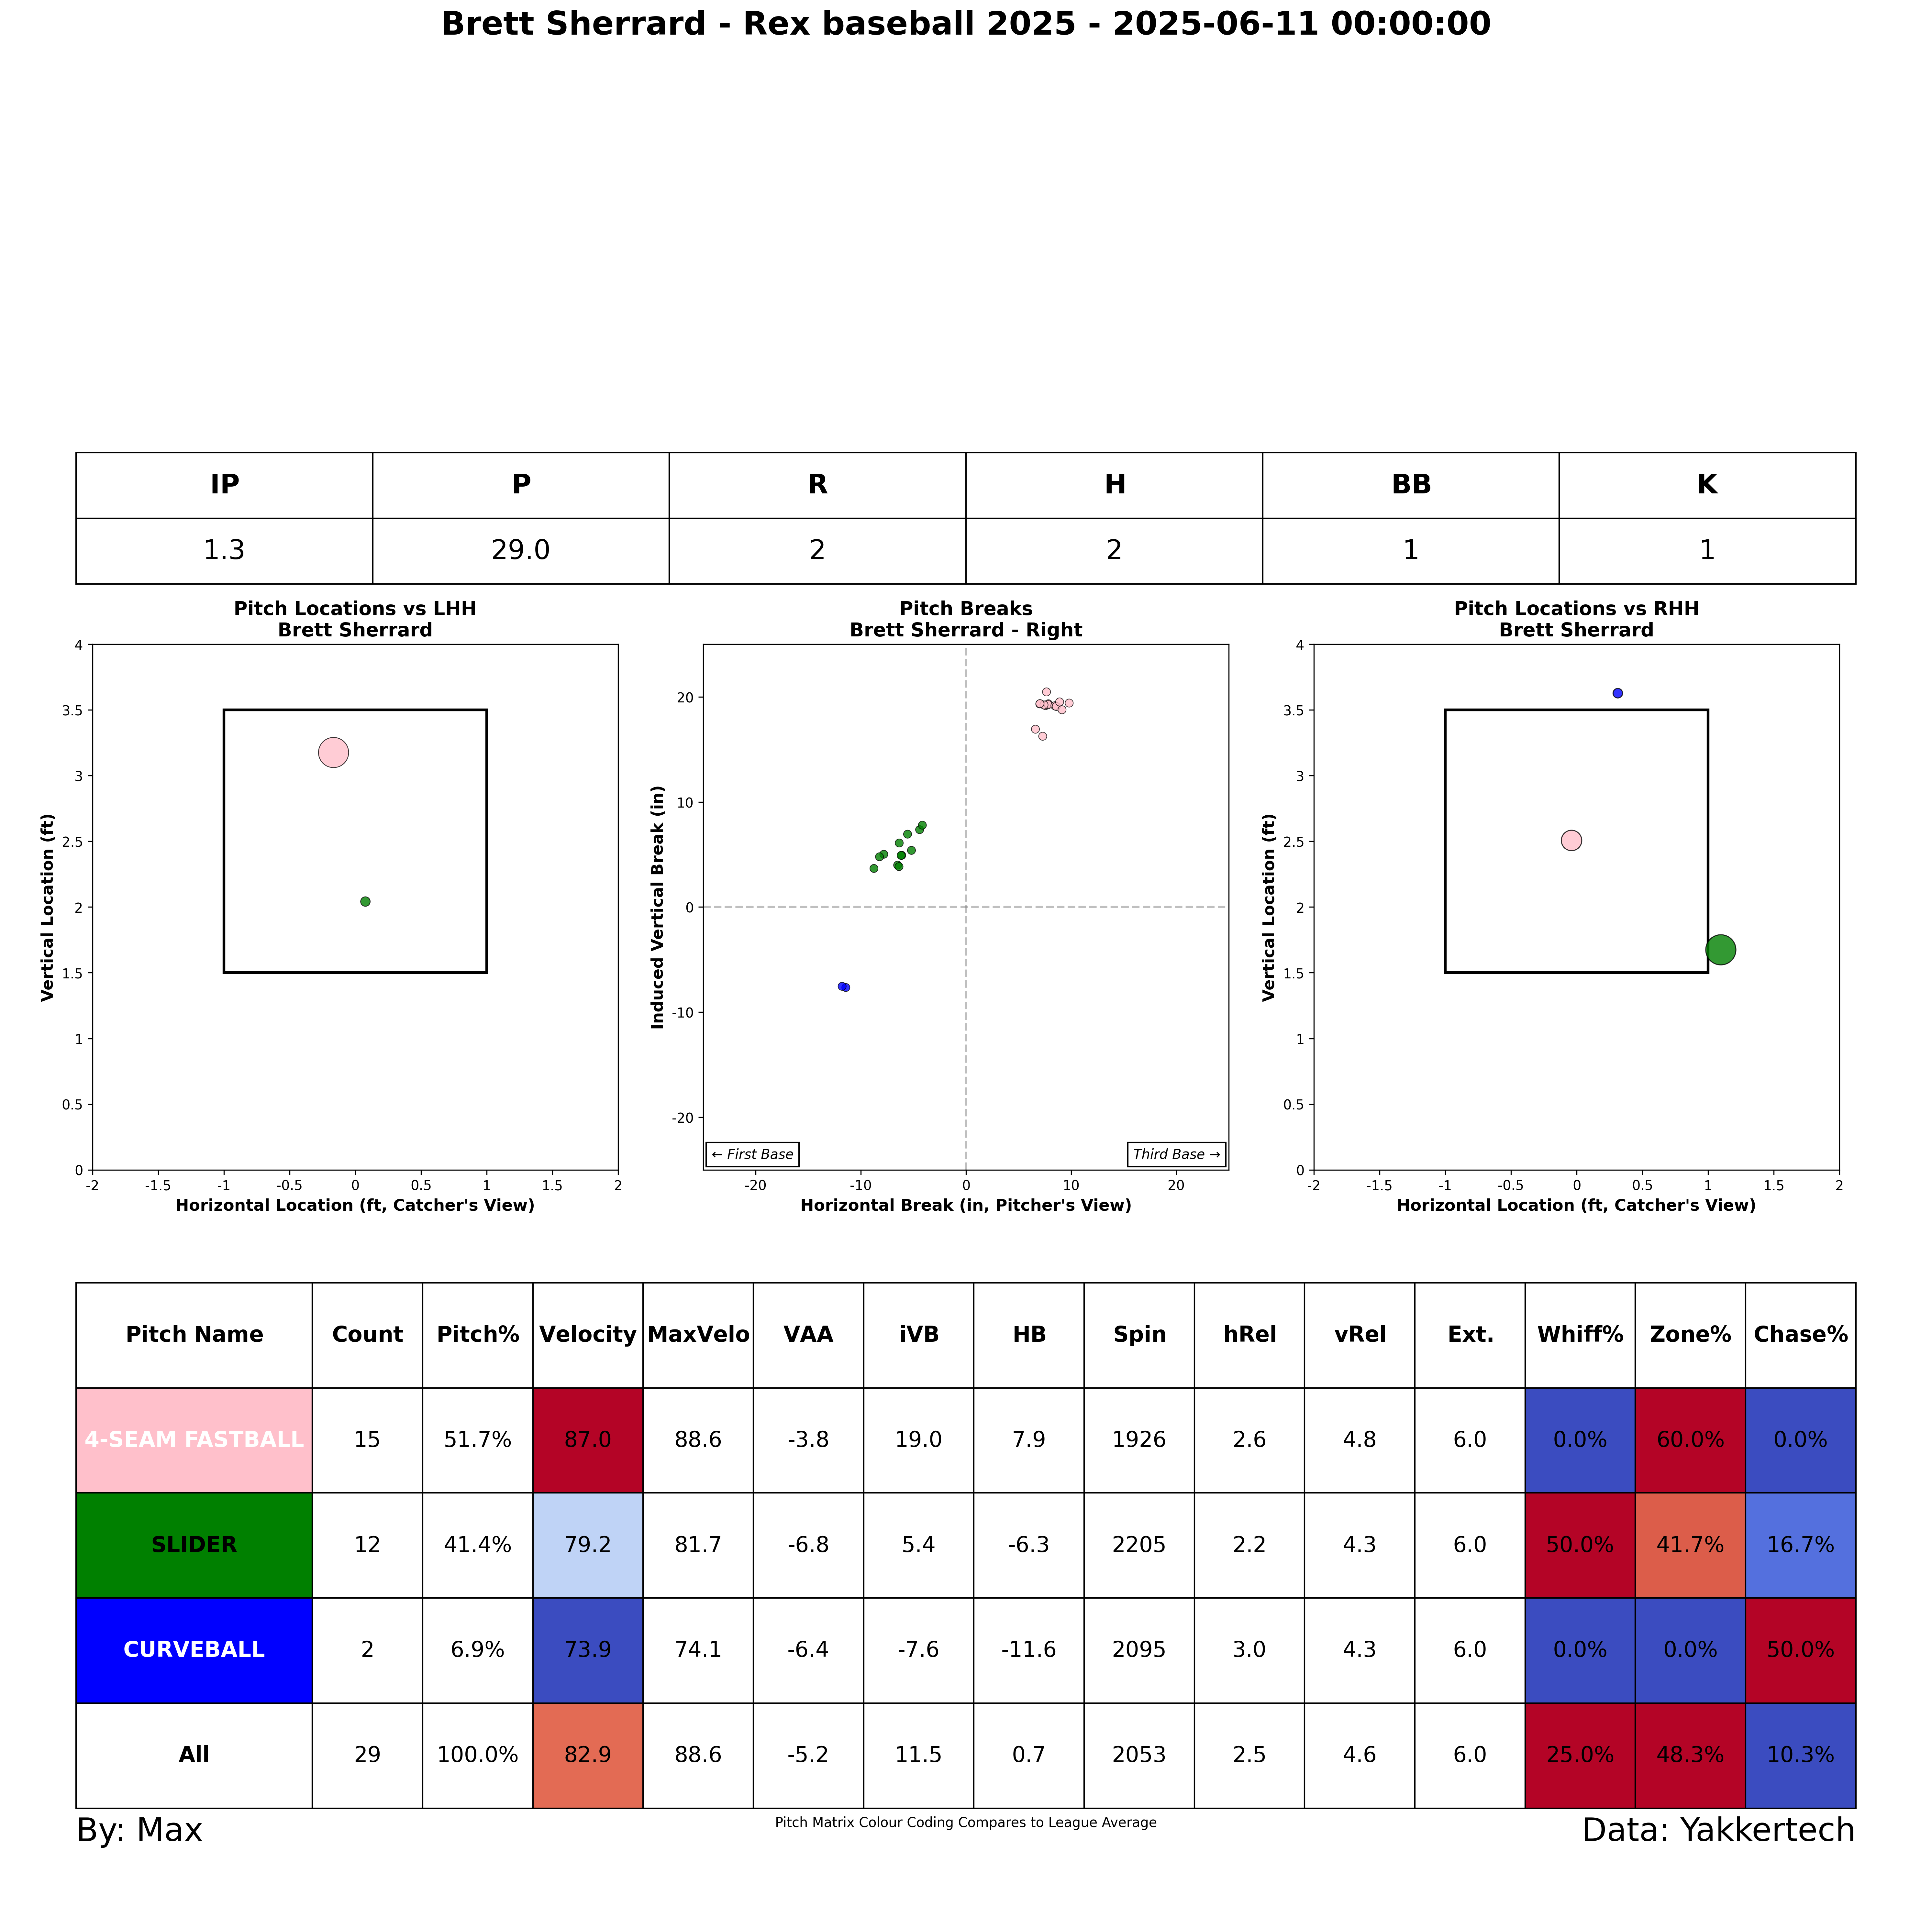 Brett Sherrard - Rex baseball 2025 - 2025-06-11 00:00:00
IP P R H BB K
1.3 29.0 2 2 1 1
Pitch Locations vs LHH
Brett Sherrard
4
3.5
3
2.5
2
1.5
1
0.5
0
-2 -1.5 -1 -0.5 0 0.5 1 1.5 2
Vertical Location (ft)
Horizontal Location (ft, Catcher's View)
Pitch Breaks
Brett Sherrard - Right
20
10
0
-10
-20
-20 -10 0 10 20
← First Base
Third Base →
Induced Vertical Break (in)
Horizontal Break (in, Pitcher's View)
Pitch Locations vs RHH
Brett Sherrard
4
3.5
3
2.5
2
1.5
1
0.5
0
-2 -1.5 -1 -0.5 0 0.5 1 1.5 2
Vertical Location (ft)
Horizontal Location (ft, Catcher's View)
Pitch Name Count Pitch% Velocity MaxVelo VAA iVB HB Spin hRel vRel Ext. Whiff% Zone% Chase%
4-SEAM FASTBALL 15 51.7% 87.0 88.6 -3.8 19.0 7.9 1926 2.6 4.8 6.0 0.0% 60.0% 0.0%
SLIDER 12 41.4% 79.2 81.7 -6.8 5.4 -6.3 2205 2.2 4.3 6.0 50.0% 41.7% 16.7%
CURVEBALL 2 6.9% 73.9 74.1 -6.4 -7.6 -11.6 2095 3.0 4.3 6.0 0.0% 0.0% 50.0%
All 29 100.0% 82.9 88.6 -5.2 11.5 0.7 2053 2.5 4.6 6.0 25.0% 48.3% 10.3%
By: Max
Pitch Matrix Colour Coding Compares to League Average
Data: Yakkertech